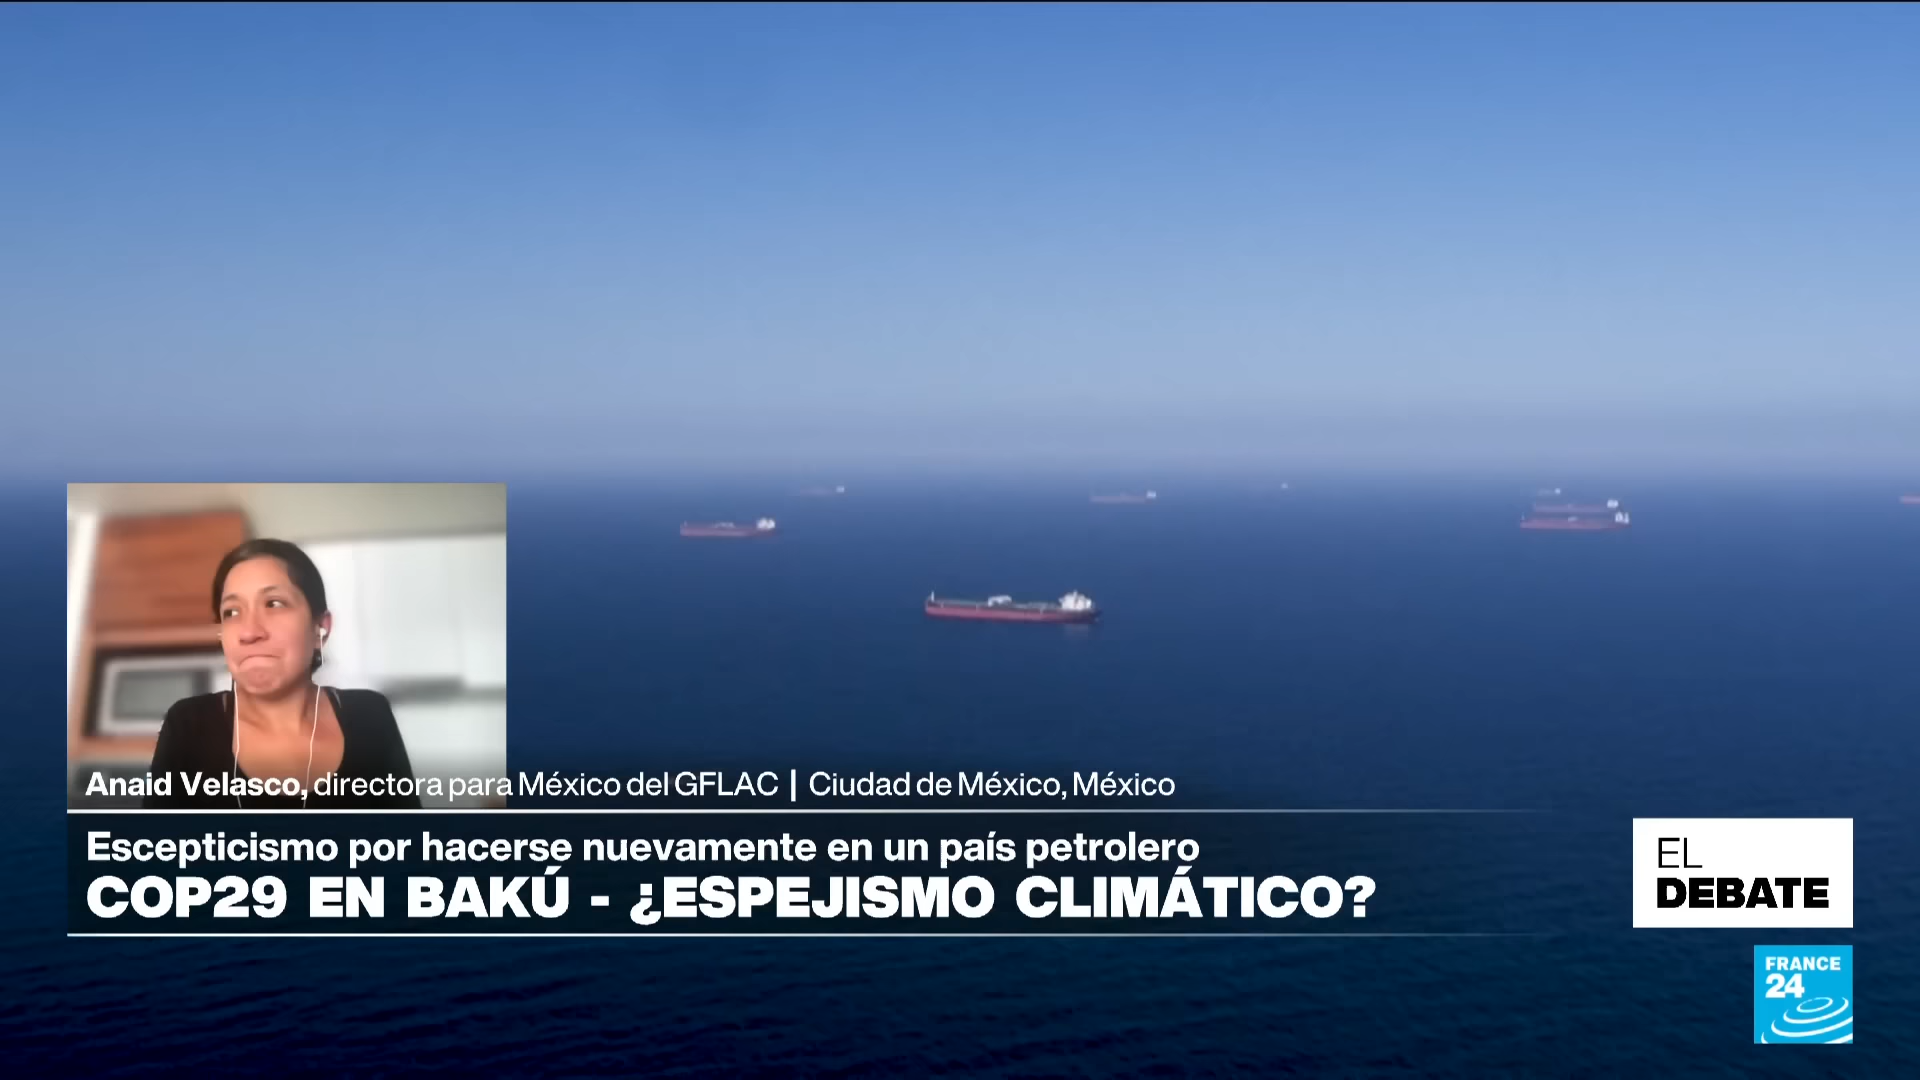 Anaid Velasco, directora para México del GFLAC | Ciudad de México, México
Escepticismo por hacerse nuevamente en un país petrolero
COP29 EN BAKÚ - ¿ESPEJISMO CLIMÁTICO?
EL
DEBATE
FRANCE
24